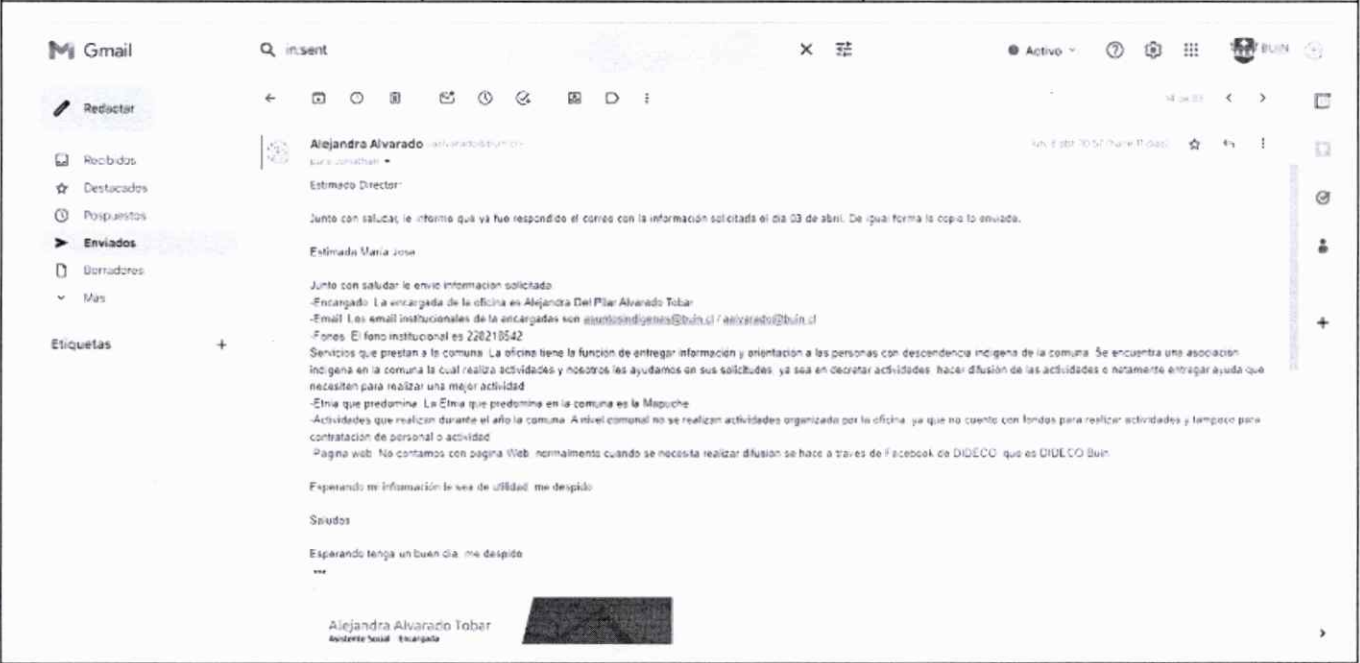 Gmail
in:sent
Activo
BUIN
Redactar
Recibidos
Destacados
Pospuestos
Enviados
Borradores
Más
Etiquetas
Alejandra Alvarado
para Jonathan
Estimado Director:
Junto con saludar, le informo que ya fue respondido el correo con la información solicitada el día 03 de abril. De igual forma la copio lo enviado.
Estimada María Jose
Junto con saludar le envío información solicitada
-Encargado: La encargada de la oficina es Alejandra Del Pilar Alvarado Tobar
-Email: Los email institucionales de la encargadas son asuntosindigenas@buin.cl / aalvarado@buin.cl
-Fonos: El fono institucional es 228218542
Servicios que prestan a la comuna: La oficina tiene la función de entregar información y orientación a las personas con descendencia indígena de la comuna. Se encuentra una asociación
indígena en la comuna la cual realiza actividades y nosotros les ayudamos en sus solicitudes, ya sea en decretar actividades, hacer difusión de las actividades o netamente entregar ayuda que
necesiten para realizar una mejor actividad
-Etnia que predomina: La Etnia que predomina en la comuna es la Mapuche
-Actividades que realizan durante el año la comuna: A nivel comunal no se realizan actividades organizada por la oficina, ya que no cuento con fondos para realizar actividades y tampoco para
contratación de personal o actividad
-Pagina web: No contamos con pagina Web, normalmente cuando se necesita realizar difusión se hace a traves de Facebook de DIDECO, que es DIDECO Buin
Esperando mi información le sea de utilidad, me despido
Saludos
Esperando tenga un buen día, me despido
Alejandra Alvarado Tobar
Asistente Social - Encargada